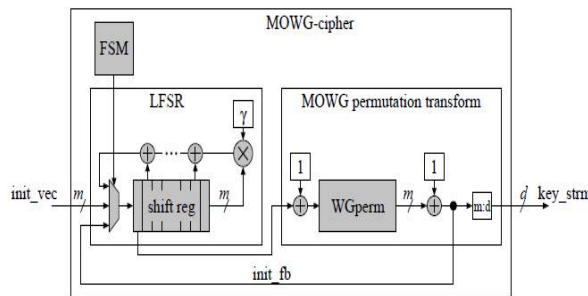 MOWG-cipher
FSM
LFSR
MOWG permutation transform
γ
1
1
init_vec
m
shift reg
m
WGperm
m
m:d
d
key_strm
init_fb